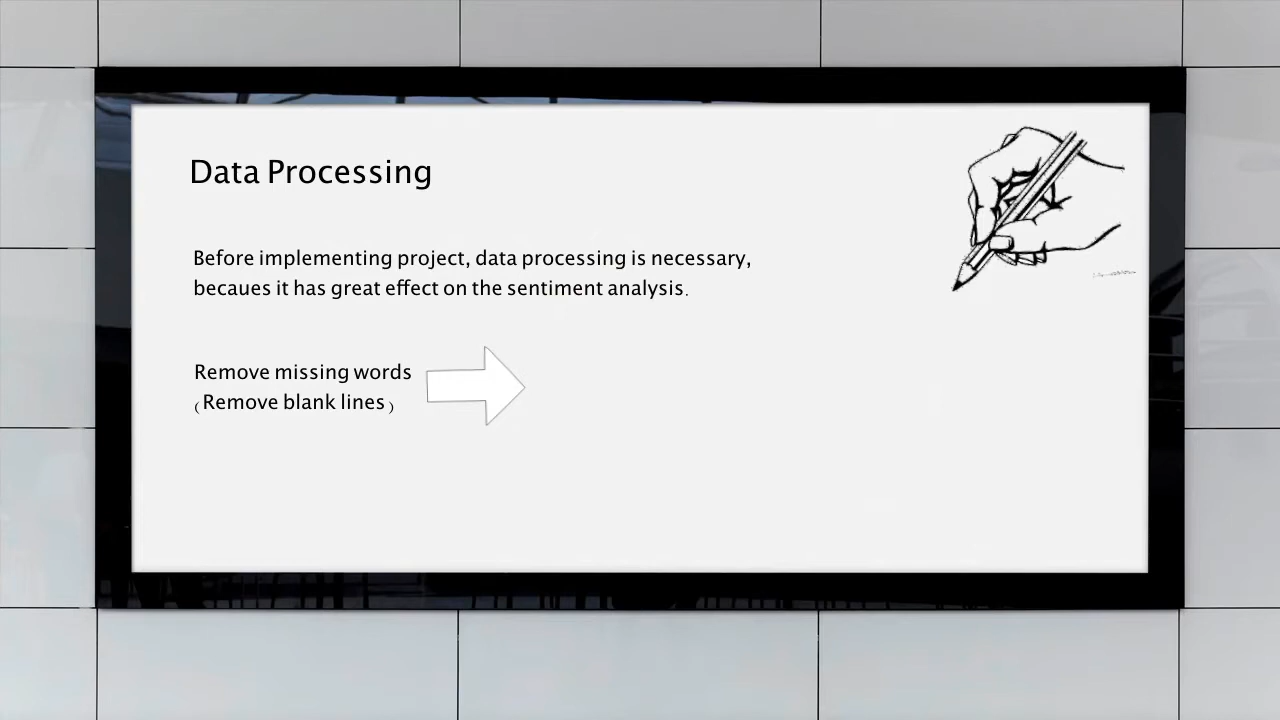 Data Processing
Before implementing project, data processing is necessary,
becaues it has great effect on the sentiment analysis.
Remove missing words
(Remove blank lines)